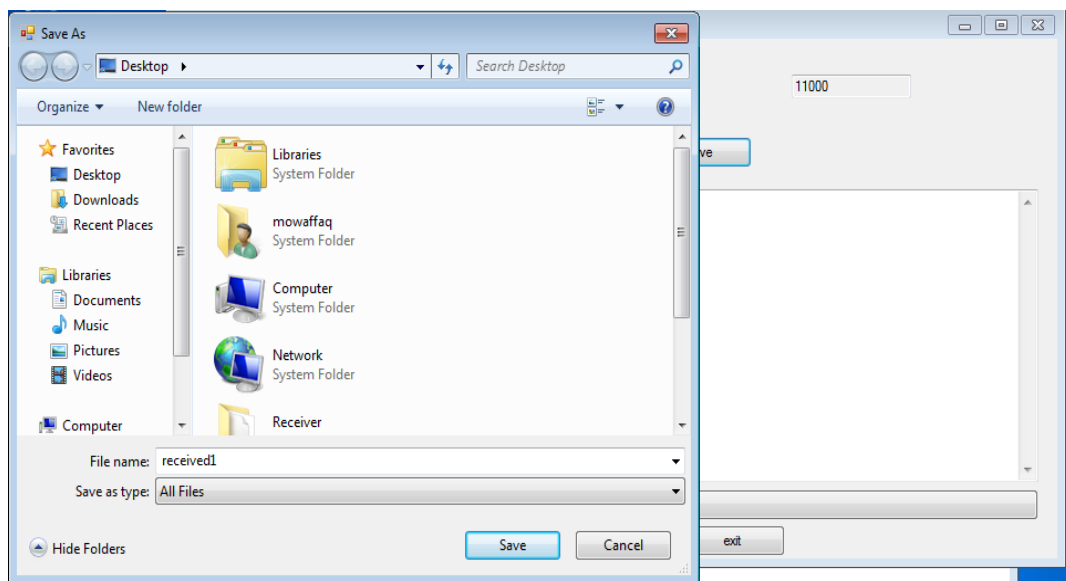 Save As
Desktop
Search Desktop
11000
Organize
New folder
Favorites
Desktop
Downloads
Recent Places
Libraries
Documents
Music
Pictures
Videos
Computer
Libraries
System Folder
mowaffaq
System Folder
Computer
System Folder
Network
System Folder
Receiver
ve
File name: received1
Save as type: All Files
Hide Folders
Save
Cancel
exit